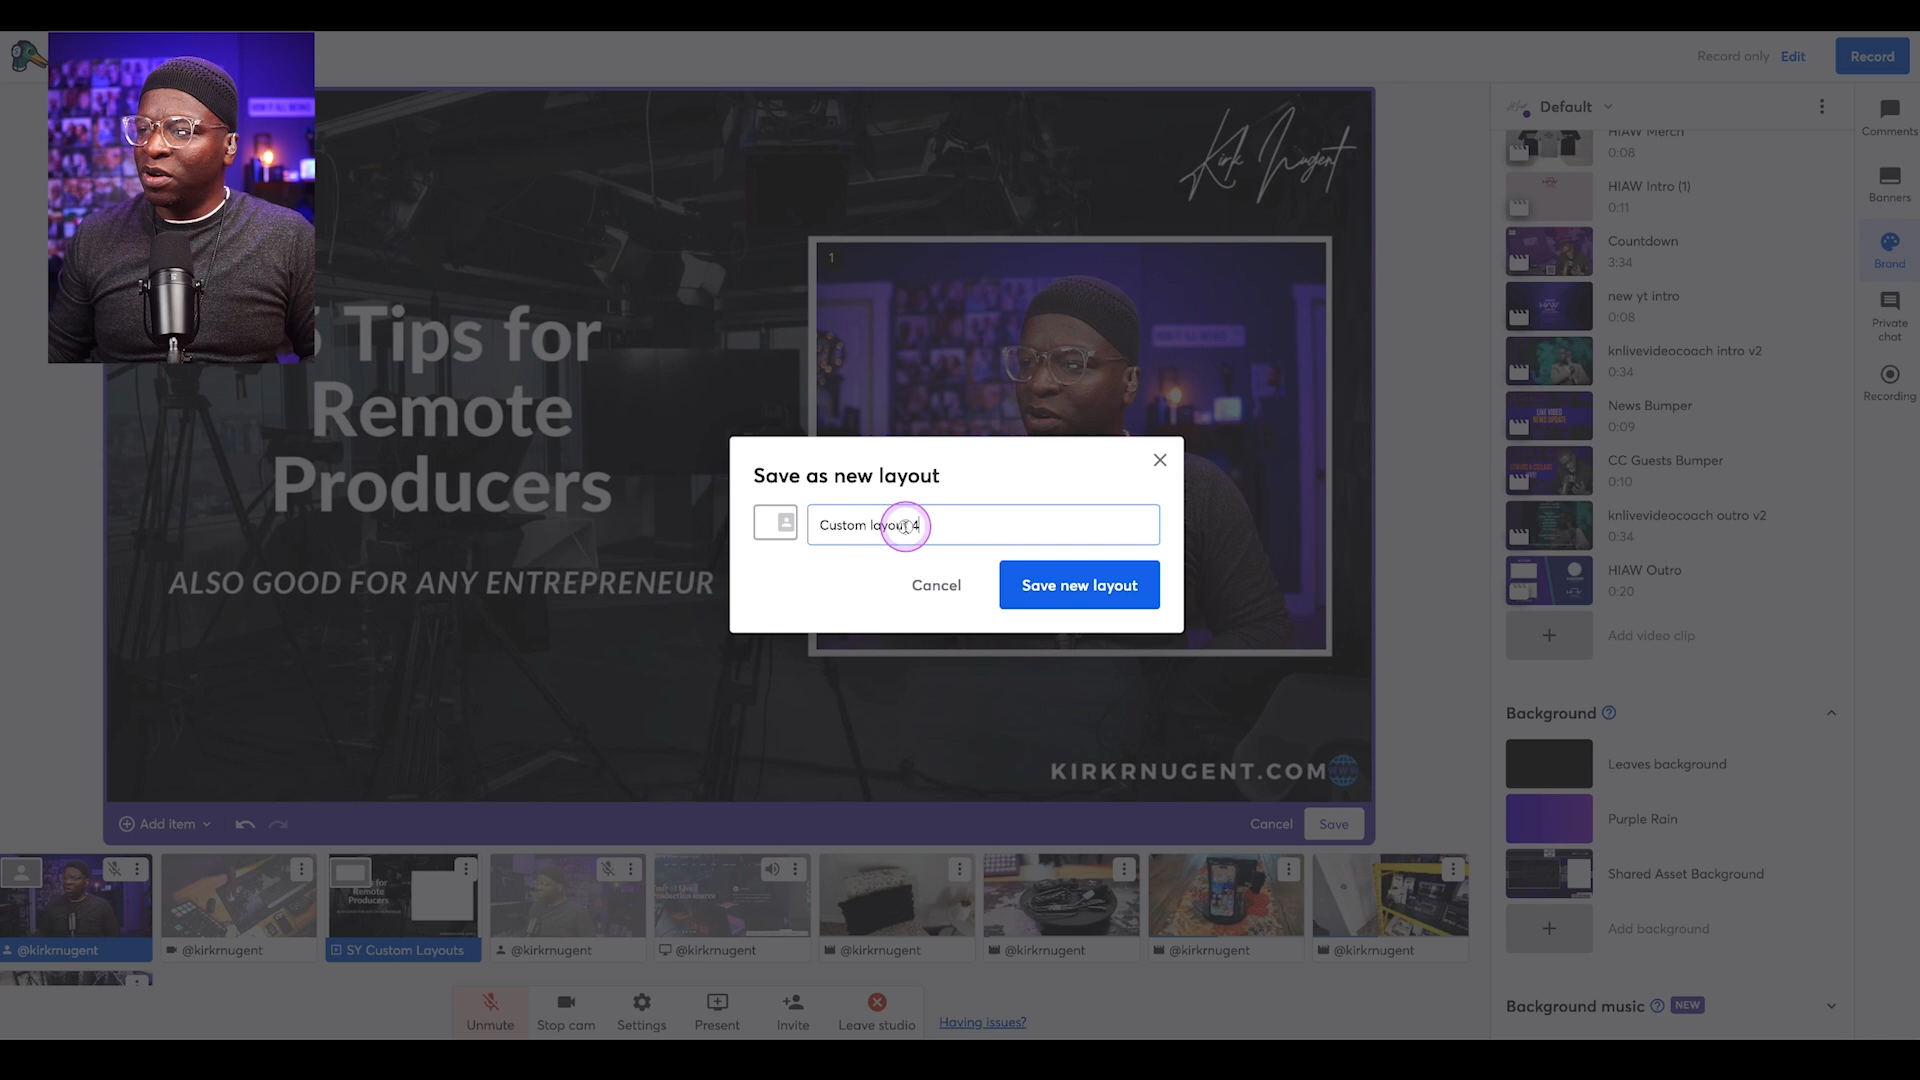 Record only Edit Record
Default
Comments
HIAW Merch
0:08
Banners
HIAW Intro (1)
0:11
Countdown
3:34
Brand
new yt intro
0:08
Private
chat
knlivevideocoach intro v2
0:34
Recording
News Bumper
0:09
CC Guests Bumper
0:10
knlivevideocoach outro v2
0:34
HIAW Outro
0:20
Add video clip
Background
Leaves background
Purple Rain
Shared Asset Background
Add background
Background music NEW
Kirk Nugent
1
Tips for
Remote
Producers
ALSO GOOD FOR ANY ENTREPRENEUR
Save as new layout
Custom layout 4
Cancel Save new layout
KIRKRNUGENT.COM
WWW
Add item Cancel Save
Remote
Producers
@kirkrnugent
@kirkrnugent
SY Custom Layouts
@kirkrnugent
@kirkrnugent
@kirkrnugent
@kirkrnugent
@kirkrnugent
@kirkrnugent
Unmute Stop cam Settings Present Invite Leave studio Having issues?